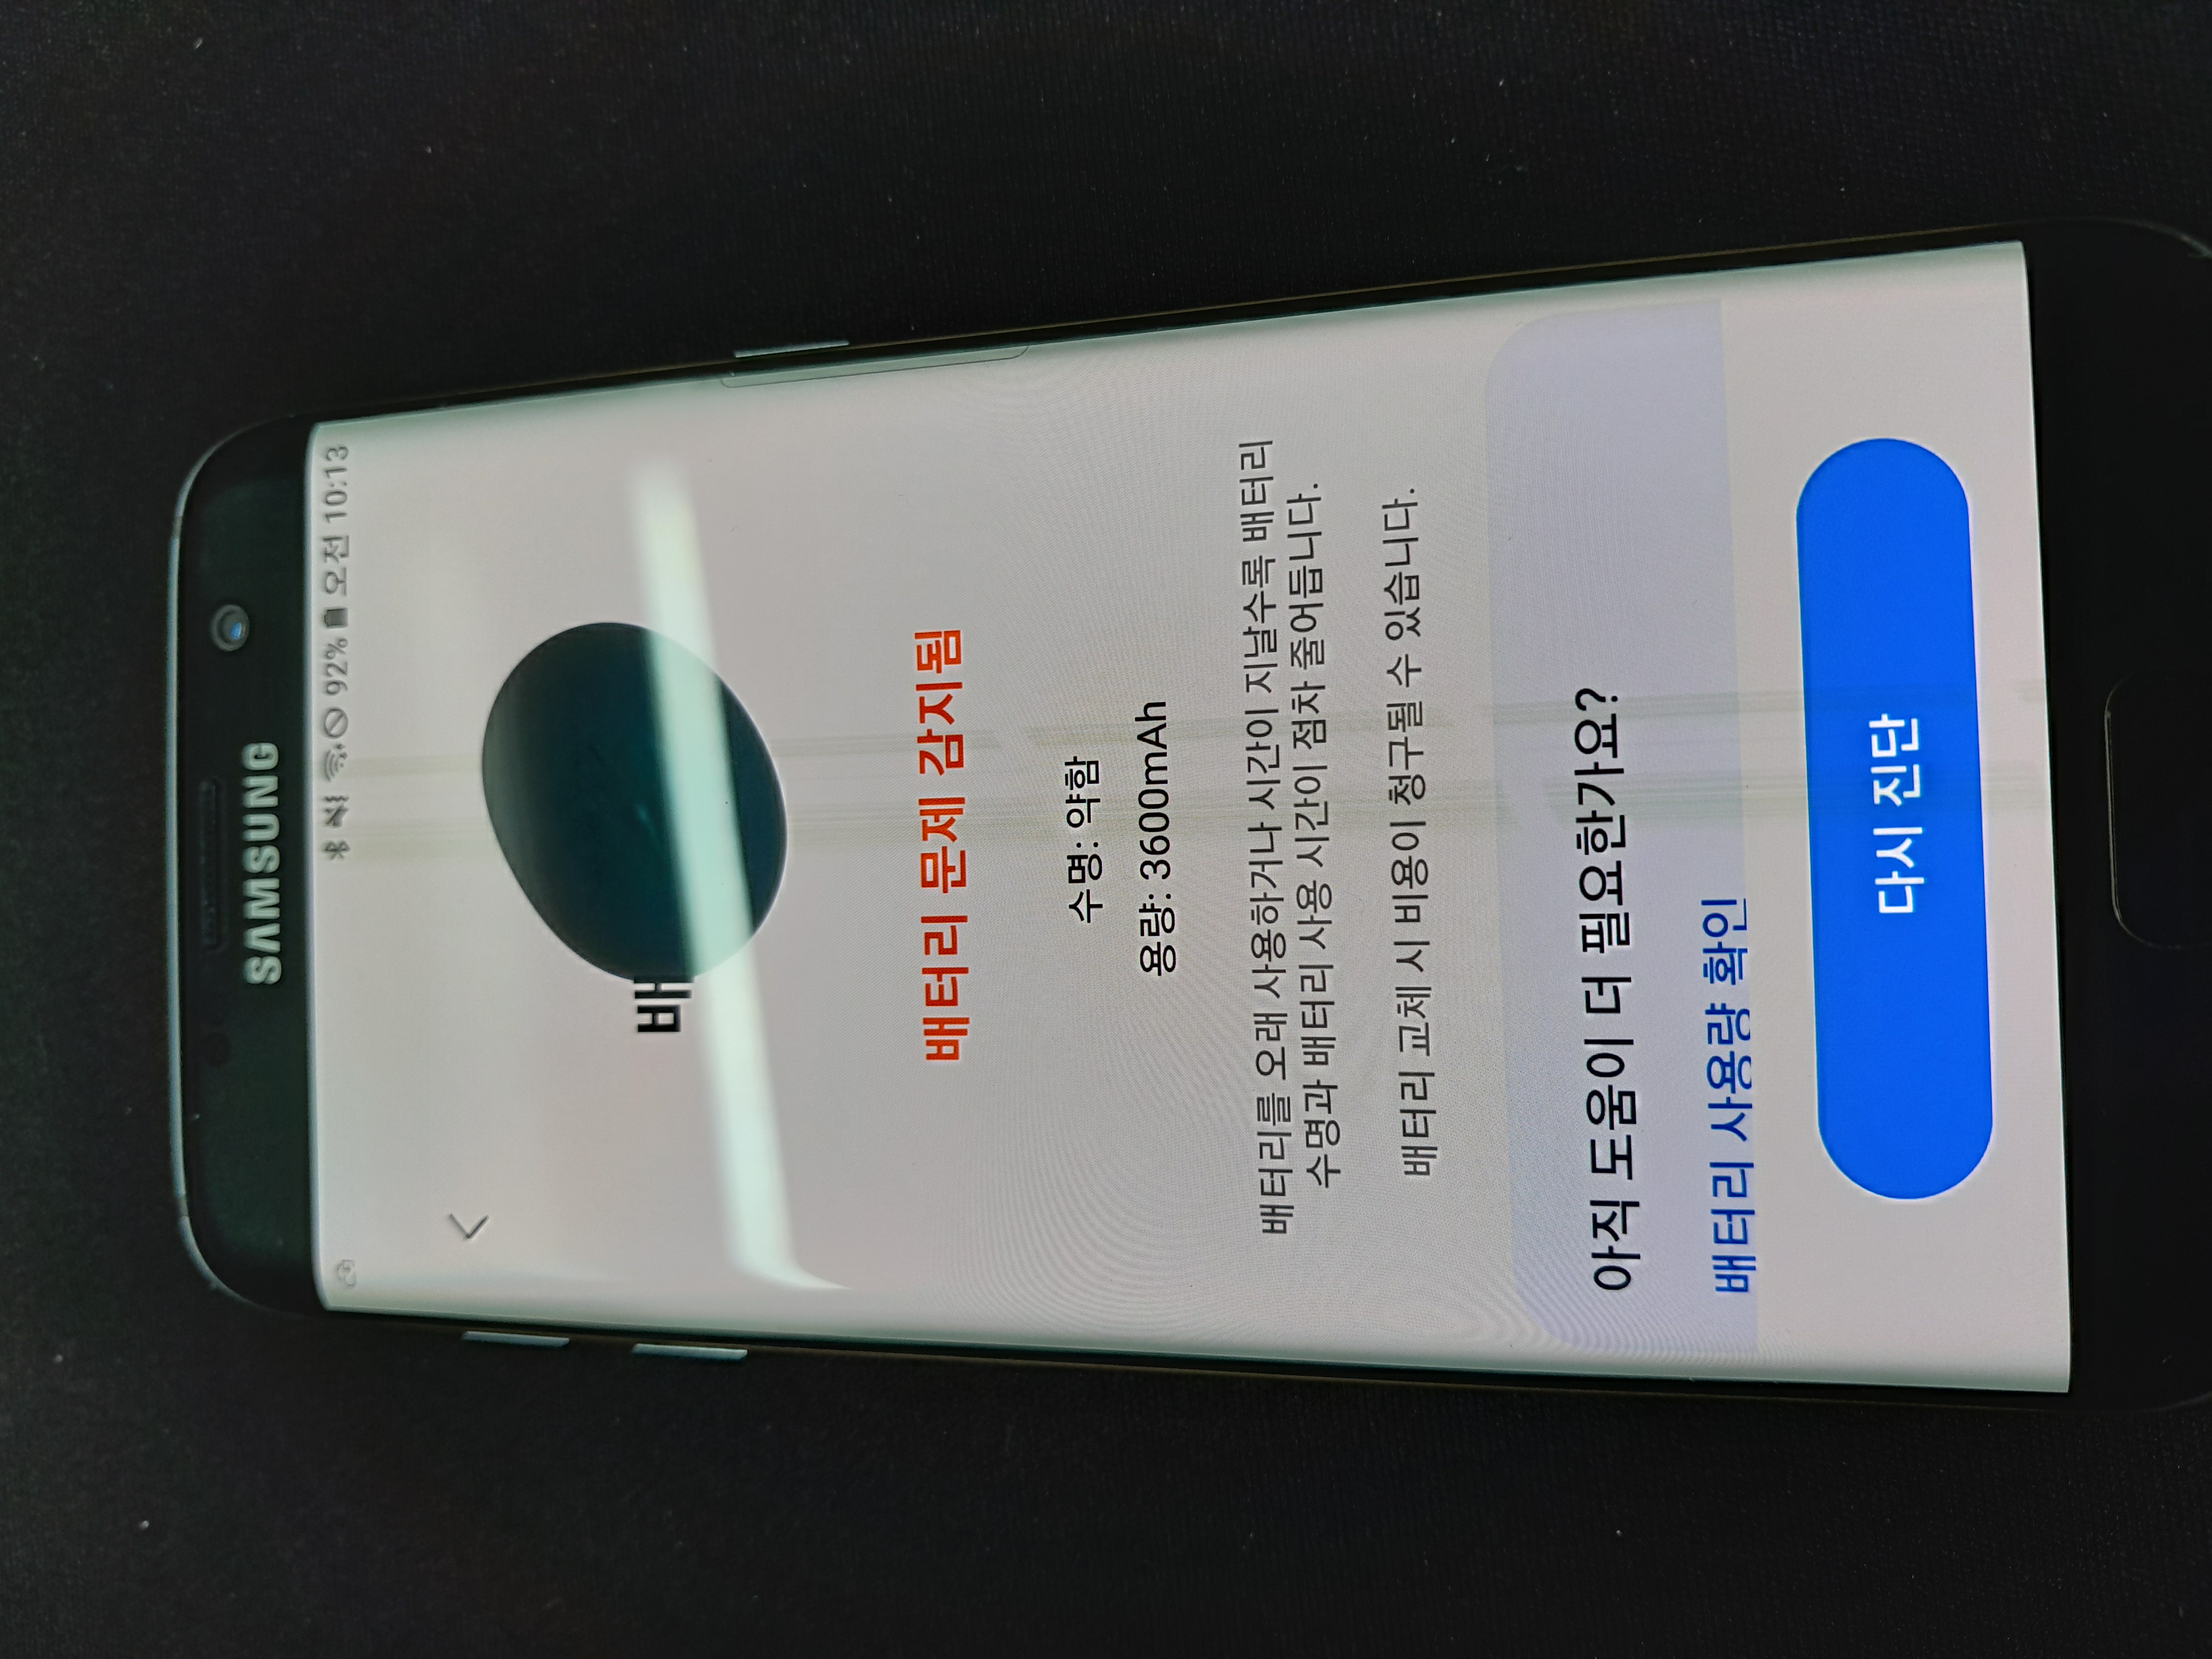 SAMSUNG
92% 오전 10:13
배
배터리 문제 감지됨
수명: 약함
용량: 3600mAh
배터리를 오래 사용하거나 시간이 지날수록 배터리
수명과 배터리 사용 시간이 점차 줄어듭니다.
배터리 교체 시 비용이 청구될 수 있습니다.
아직 도움이 더 필요한가요?
배터리 사용량 확인
다시 진단